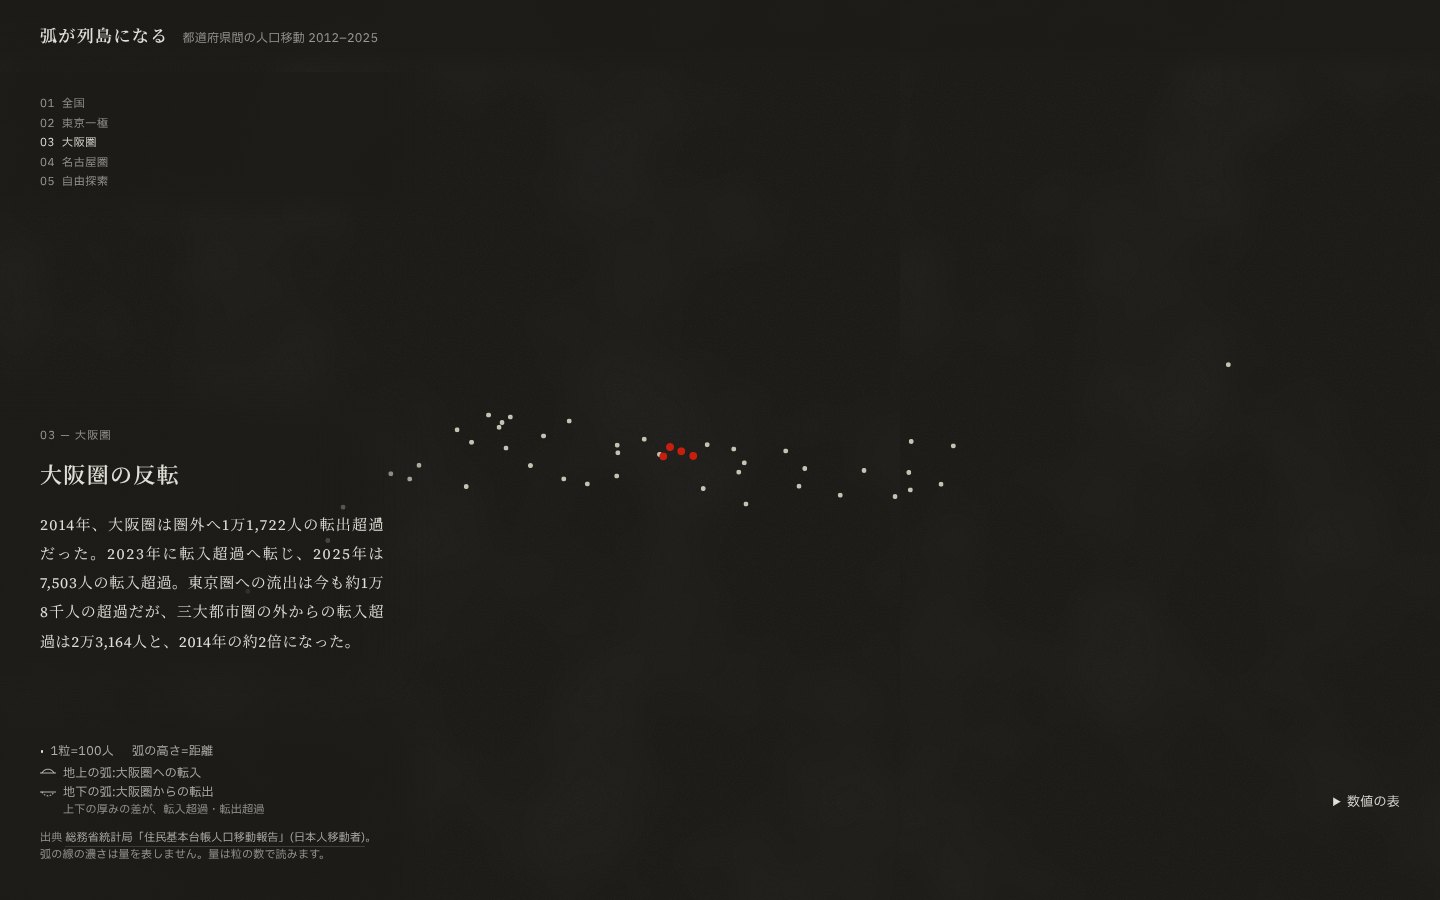 弧が列島になる 都道府県間の人口移動 2012–2025
01 全国
02 東京一極
03 大阪圏
04 名古屋圏
05 自由探索
03 — 大阪圏
大阪圏の反転
2014年、大阪圏は圏外へ1万1,722人の転出超過
だった。2023年に転入超過へ転じ、2025年は
7,503人の転入超過。東京圏への流出は今も約1万
8千人の超過だが、三大都市圏の外からの転入超
過は2万3,164人と、2014年の約2倍になった。
1粒=100人 弧の高さ=距離
地上の弧:大阪圏への転入
地下の弧:大阪圏からの転出
上下の厚みの差が、転入超過・転出超過
出典 総務省統計局「住民基本台帳人口移動報告」(日本人移動者)。
弧の線の濃さは量を表しません。量は粒の数で読みます。
▶ 数値の表